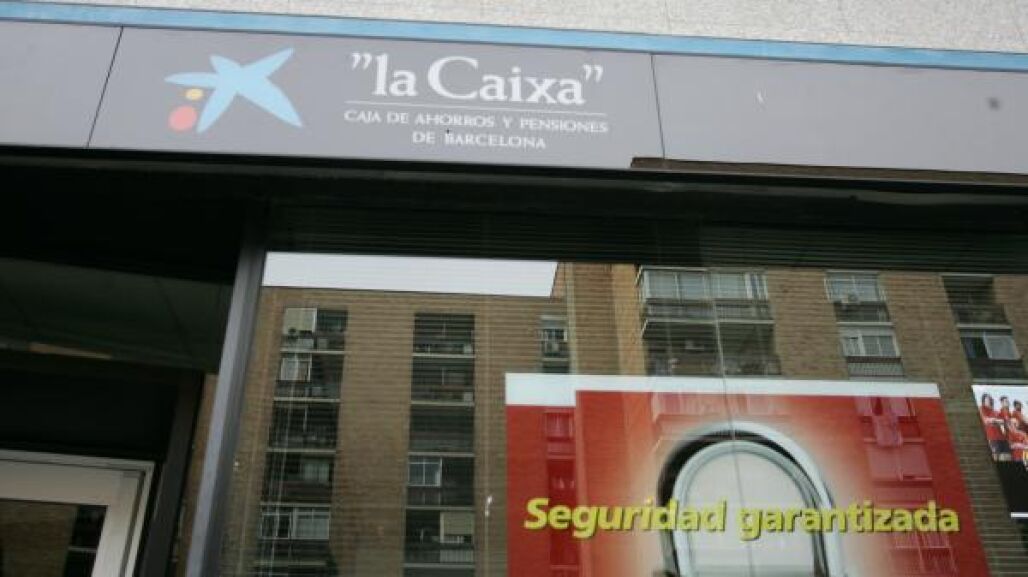 "la Caixa"
CAJA DE AHORROS Y PENSIONES
DE BARCELONA
Seguridad garantizada